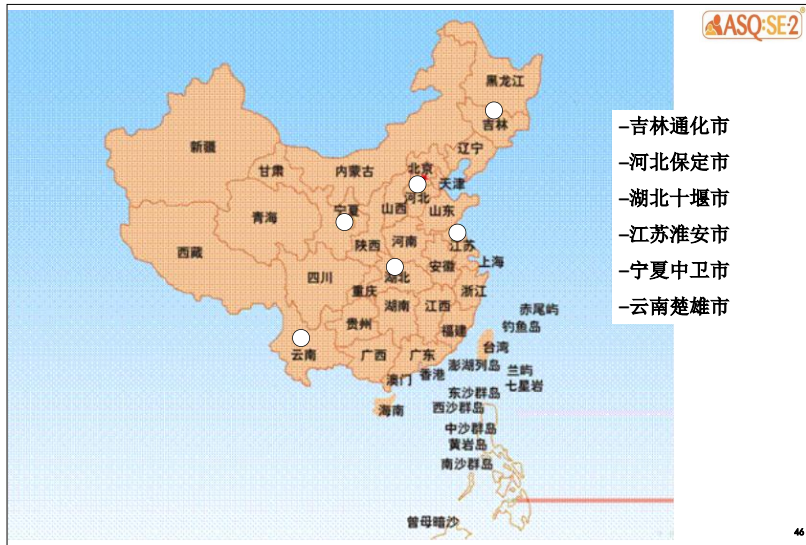 ASQ:SE-2
黑龙江
吉林
辽宁
新疆
内蒙古
甘肃
北京
天津
河北
宁夏
山西
山东
青海
陕西
河南
江苏
西藏
上海
安徽
四川
湖北
浙江
重庆
湖南
江西
贵州
福建
云南
广西
广东
台湾
赤尾屿
钓鱼岛
澎湖列岛
兰屿
香港
澳门
七星岩
东沙群岛
海南
西沙群岛
中沙群岛
黄岩岛
南沙群岛
曾母暗沙
–吉林通化市
–河北保定市
–湖北十堰市
–江苏淮安市
–宁夏中卫市
–云南楚雄市
46